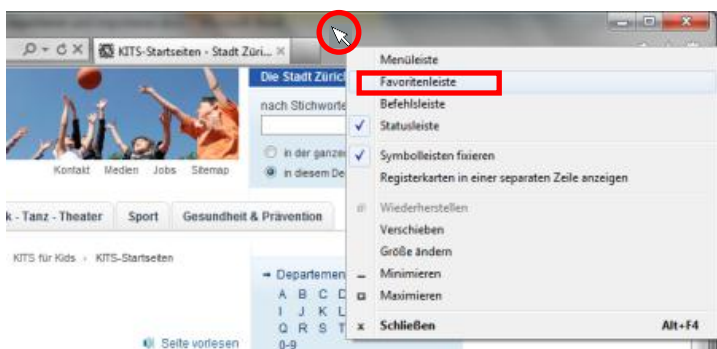 KITS-Startseiten - Stadt Züri...
Menüleiste
Favoritenleiste
Befehlsleiste
Statusleiste
Symbolleisten fixieren
Registerkarten in einer separaten Zeile anzeigen
Wiederherstellen
Verschieben
Größe ändern
Minimieren
Maximieren
Schließen Alt+F4
Die Stadt Züric
nach Stichworte
in der ganze
in diesem De
Kontakt Medien Jobs Sitemap
k - Tanz - Theater Sport Gesundheit & Prävention
KITS für Kids › KITS-Startseiten
Departemen
A B C D
I J K L
Q R S T
0-9
Seite vorlesen